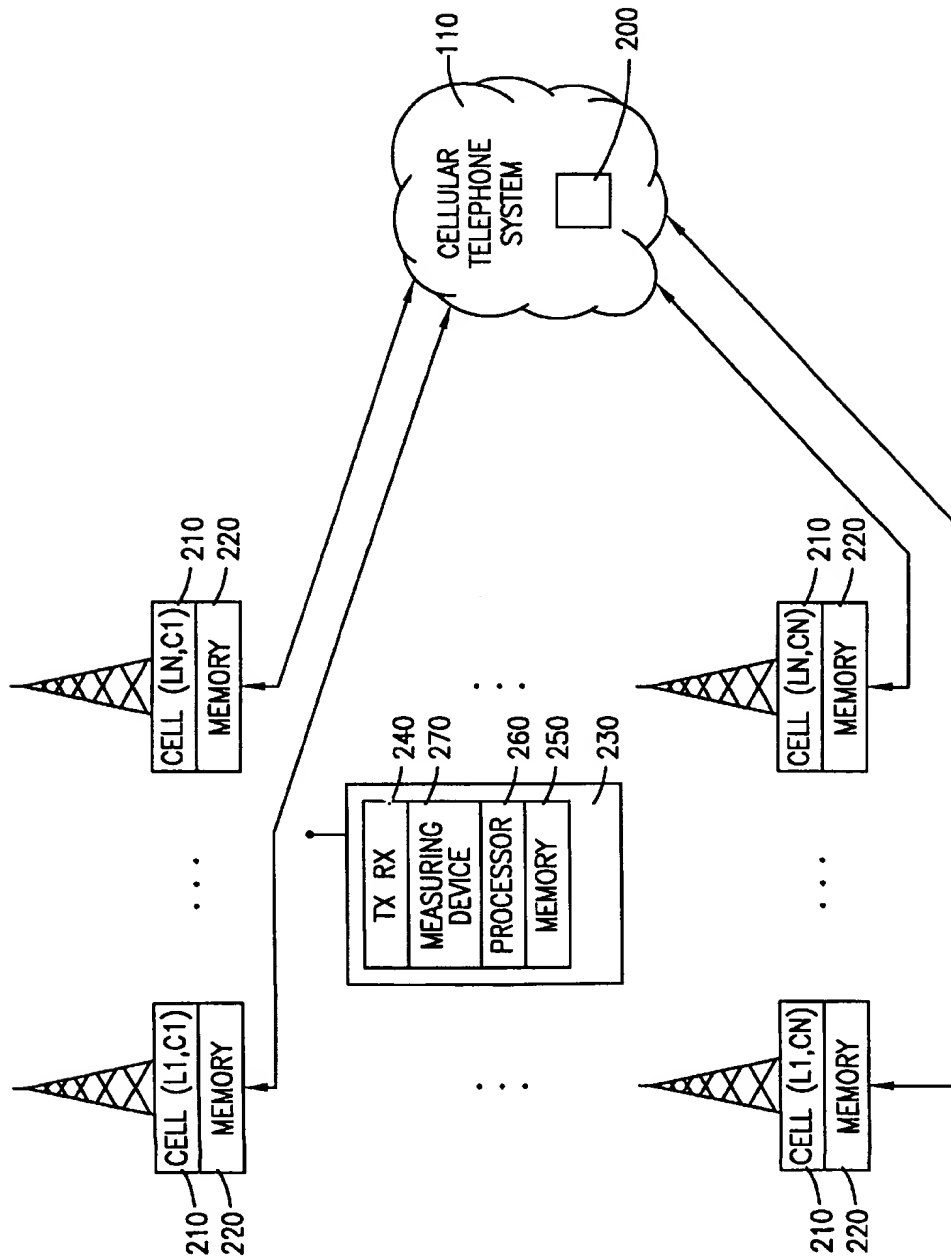 CELL (L1,C1)
MEMORY
210
220
. . .
CELL (LN,C1)
MEMORY
210
220
TX RX
MEASURING
DEVICE
PROCESSOR
MEMORY
240
270
260
250
230
. . .
. . .
CELL (L1,CN)
MEMORY
210
220
. . .
CELL (LN,CN)
MEMORY
210
220
CELLULAR
TELEPHONE
SYSTEM
110
200